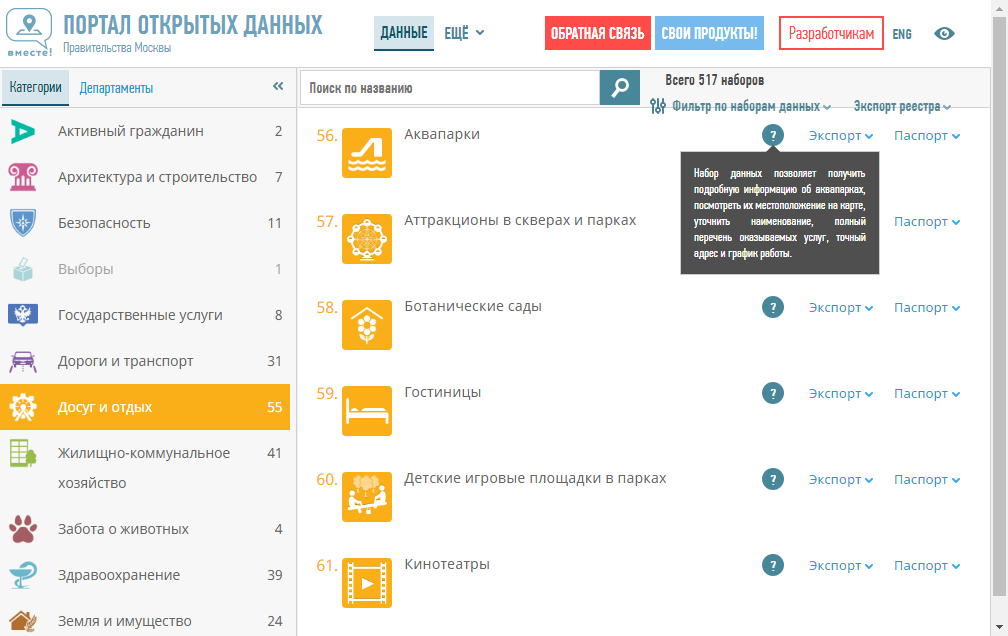 вместе!
ПОРТАЛ ОТКРЫТЫХ ДАННЫХ
Правительства Москвы
ДАННЫЕ
ЕЩЁ
ОБРАТНАЯ СВЯЗЬ
СВОИ ПРОДУКТЫ!
Разработчикам
ENG
Категории
Департаменты
«
Поиск по названию
Всего 517 наборов
Фильтр по наборам данных
Экспорт реестра
Активный гражданин 2
Архитектура и строительство 7
Безопасность 11
Выборы 1
Государственные услуги 8
Дороги и транспорт 31
Досуг и отдых 55
Жилищно-коммунальное 41
хозяйство
Забота о животных 4
Здравоохранение 39
Земля и имущество 24
56. Аквапарки ? Экспорт Паспорт
Набор данных позволяет получить
подробную информацию об аквапарках,
посмотреть их местоположение на карте,
уточнить наименование, полный
перечень оказываемых услуг, точный
адрес и график работы.
57. Аттракционы в скверах и парках Паспорт
58. Ботанические сады ? Экспорт Паспорт
59. Гостиницы ? Экспорт Паспорт
60. Детские игровые площадки в парках ? Экспорт Паспорт
61. Кинотеатры ? Экспорт Паспорт